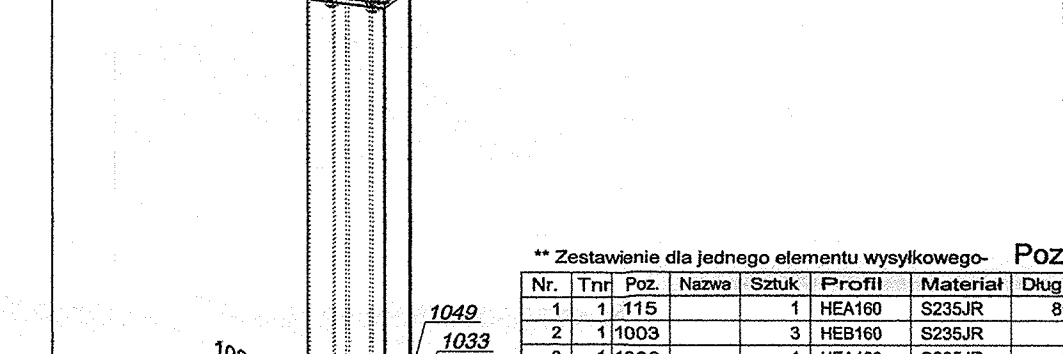 ** Zestawienie dla jednego elementu wysyłkowego- Poz
Nr. Tnr Poz. Nazwa Sztuk Profil Materiał Dług
1 1 115 1 HEA160 S235JR 8
2 1 1003 3 HEB160 S235JR
1049
1033